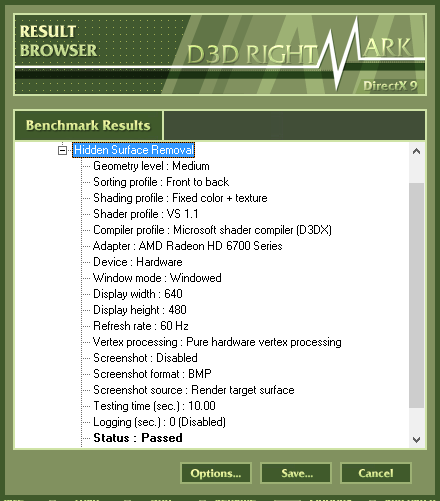 RESULT
BROWSER
D3D RIGHTMARK
DirectX 9
Benchmark Results
Hidden Surface Removal
Geometry level : Medium
Sorting profile : Front to back
Shading profile : Fixed color + texture
Shader profile : VS 1.1
Compiler profile : Microsoft shader compiler (D3DX)
Adapter : AMD Radeon HD 6700 Series
Device : Hardware
Window mode : Windowed
Display width : 640
Display height : 480
Refresh rate : 60 Hz
Vertex processing : Pure hardware vertex processing
Screenshot : Disabled
Screenshot format : BMP
Screenshot source : Render target surface
Testing time (sec.) : 10.00
Logging (sec.) : 0 (Disabled)
Status : Passed
Options...
Save...
Cancel